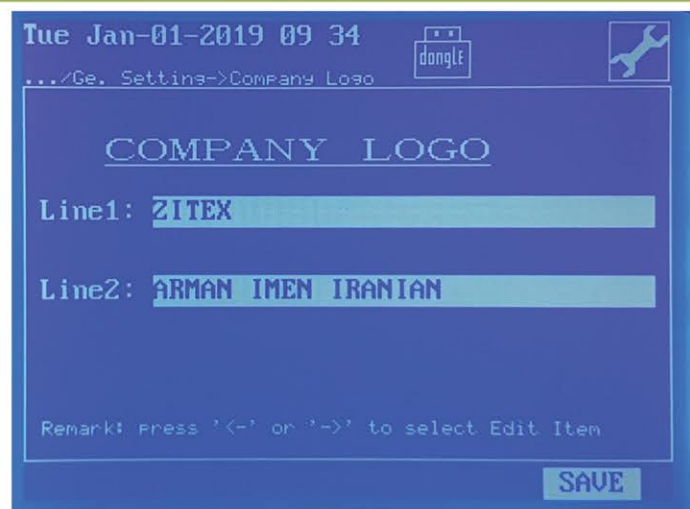 Tue Jan-01-2019 09 34
dongle
.../Ge. Setting->Company Logo
COMPANY LOGO
Line1: ZITEX
Line2: ARMAN IMEN IRANIAN
Remark: press '<-' or '->' to select Edit Item
SAVE